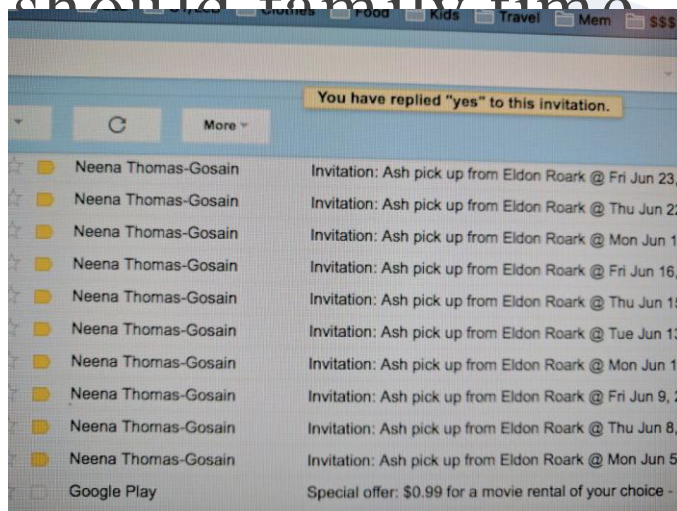 should family time
Clothes Food Kids Travel Mem $$$
You have replied "yes" to this invitation.
More
Neena Thomas-Gosain Invitation: Ash pick up from Eldon Roark @ Fri Jun 23,
Neena Thomas-Gosain Invitation: Ash pick up from Eldon Roark @ Thu Jun 22
Neena Thomas-Gosain Invitation: Ash pick up from Eldon Roark @ Mon Jun 1
Neena Thomas-Gosain Invitation: Ash pick up from Eldon Roark @ Fri Jun 16,
Neena Thomas-Gosain Invitation: Ash pick up from Eldon Roark @ Thu Jun 15
Neena Thomas-Gosain Invitation: Ash pick up from Eldon Roark @ Tue Jun 13
Neena Thomas-Gosain Invitation: Ash pick up from Eldon Roark @ Mon Jun 1
Neena Thomas-Gosain Invitation: Ash pick up from Eldon Roark @ Fri Jun 9, 2
Neena Thomas-Gosain Invitation: Ash pick up from Eldon Roark @ Thu Jun 8,
Neena Thomas-Gosain Invitation: Ash pick up from Eldon Roark @ Mon Jun 5
Google Play Special offer: $0.99 for a movie rental of your choice -